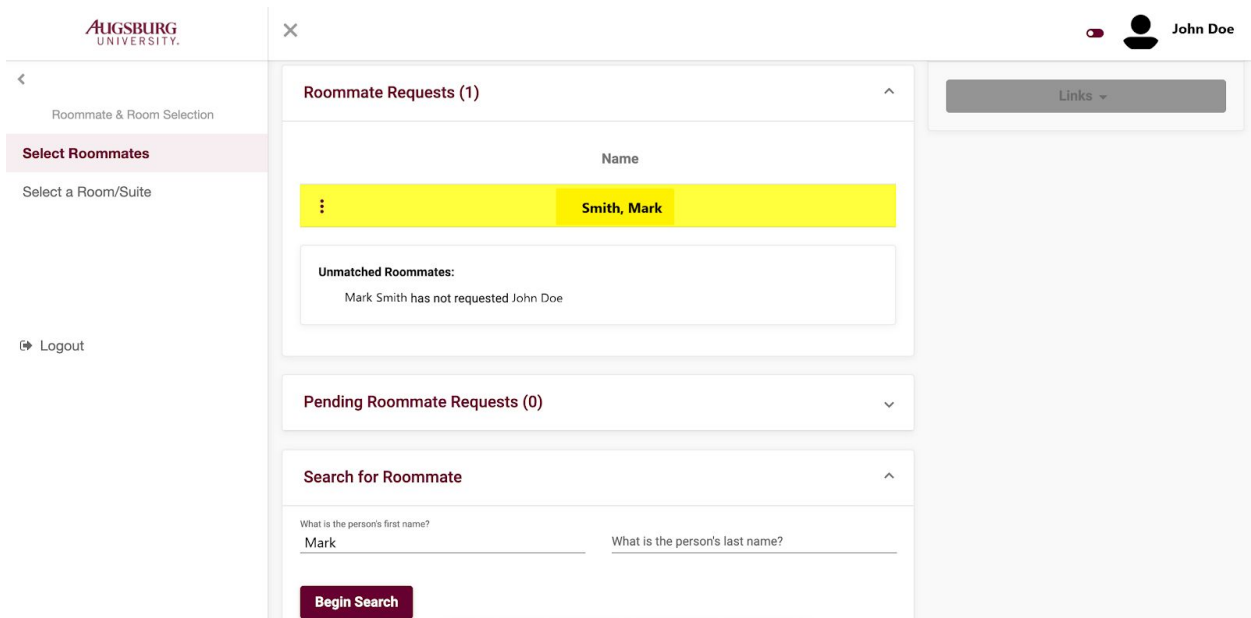 AUGSBURG
UNIVERSITY.
John Doe
Roommate & Room Selection
Select Roommates
Select a Room/Suite
Logout
Roommate Requests (1)
Name
Smith, Mark
Unmatched Roommates:
Mark Smith has not requested John Doe
Pending Roommate Requests (0)
Search for Roommate
What is the person's first name?
Mark
What is the person's last name?
Begin Search
Links